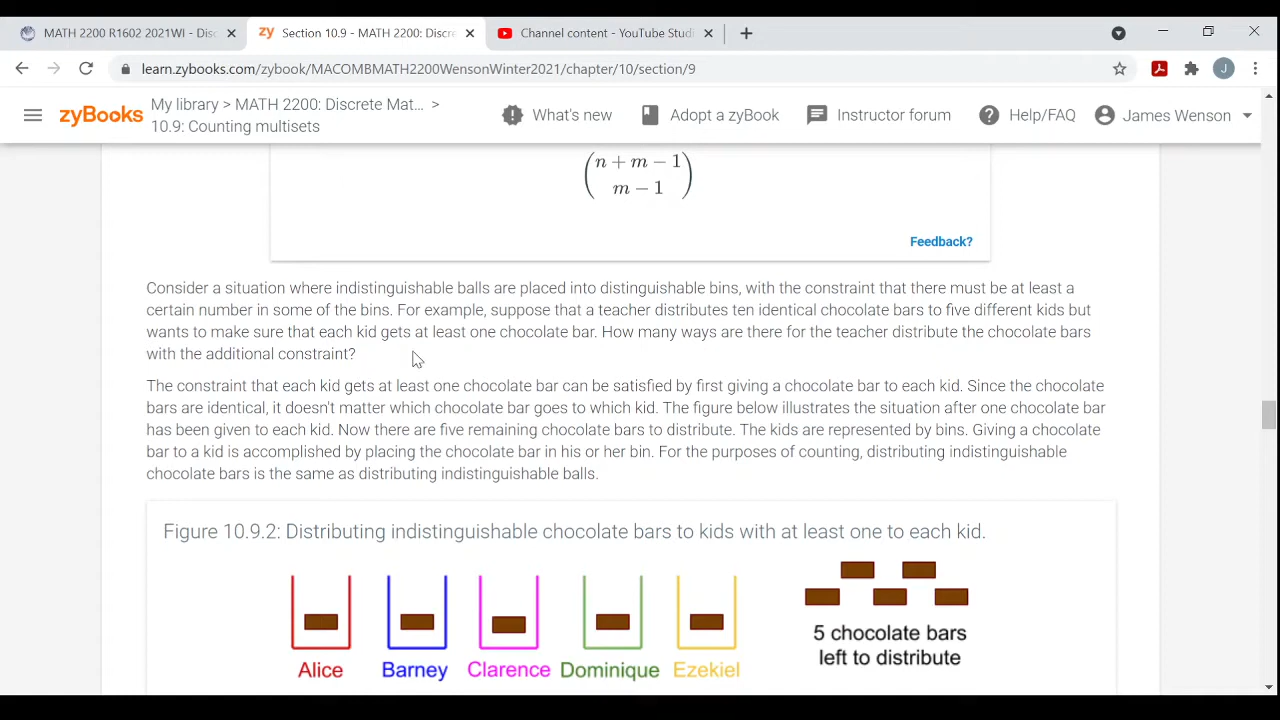 MATH 2200 R1602 2021WI - Disc
Section 10.9 - MATH 2200: Discre
Channel content - YouTube Studi
learn.zybooks.com/zybook/MACOMBMATH2200WensonWinter2021/chapter/10/section/9
J
zyBooks
My library > MATH 2200: Discrete Mat... >
10.9: Counting multisets
What's new
Adopt a zyBook
Instructor forum
Help/FAQ
James Wenson
n + m − 1
m − 1
Feedback?
Consider a situation where indistinguishable balls are placed into distinguishable bins, with the constraint that there must be at least a
certain number in some of the bins. For example, suppose that a teacher distributes ten identical chocolate bars to five different kids but
wants to make sure that each kid gets at least one chocolate bar. How many ways are there for the teacher distribute the chocolate bars
with the additional constraint?
The constraint that each kid gets at least one chocolate bar can be satisfied by first giving a chocolate bar to each kid. Since the chocolate
bars are identical, it doesn't matter which chocolate bar goes to which kid. The figure below illustrates the situation after one chocolate bar
has been given to each kid. Now there are five remaining chocolate bars to distribute. The kids are represented by bins. Giving a chocolate
bar to a kid is accomplished by placing the chocolate bar in his or her bin. For the purposes of counting, distributing indistinguishable
chocolate bars is the same as distributing indistinguishable balls.
Figure 10.9.2: Distributing indistinguishable chocolate bars to kids with at least one to each kid.
5 chocolate bars
left to distribute
Alice Barney Clarence Dominique Ezekiel